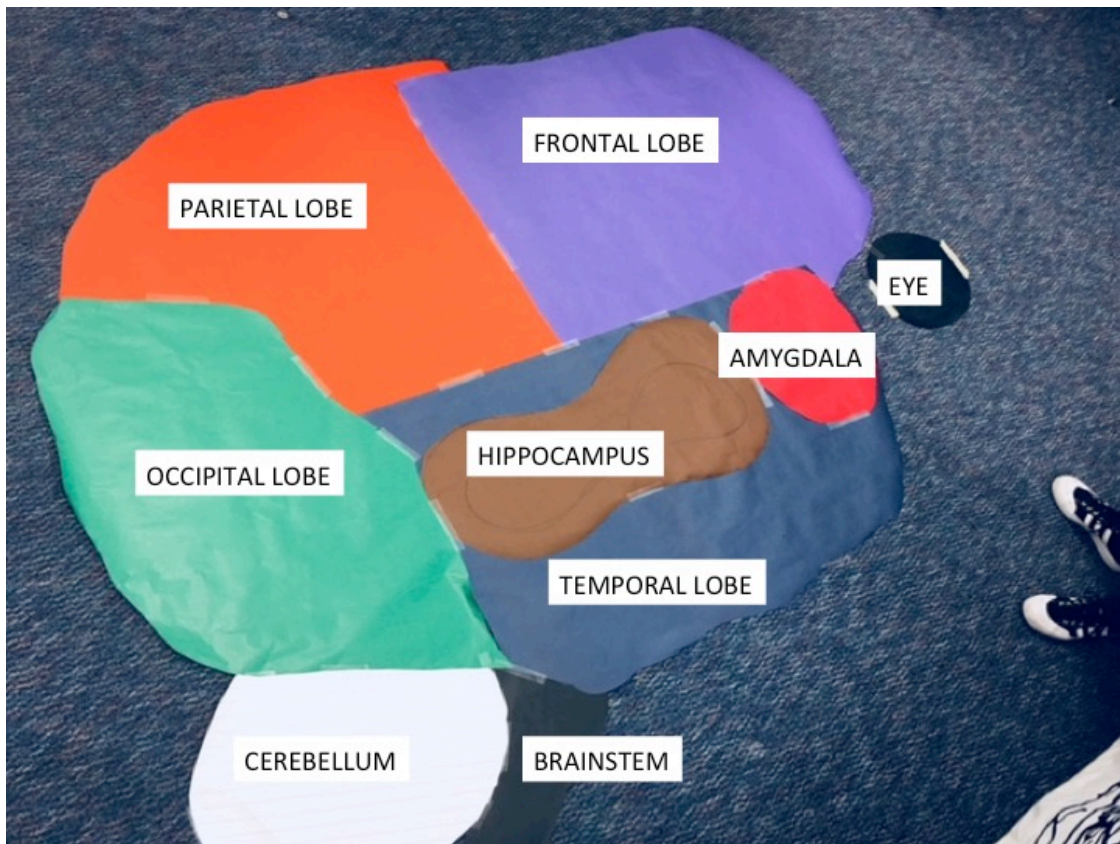 FRONTAL LOBE
PARIETAL LOBE
EYE
AMYGDALA
HIPPOCAMPUS
OCCIPITAL LOBE
TEMPORAL LOBE
CEREBELLUM
BRAINSTEM